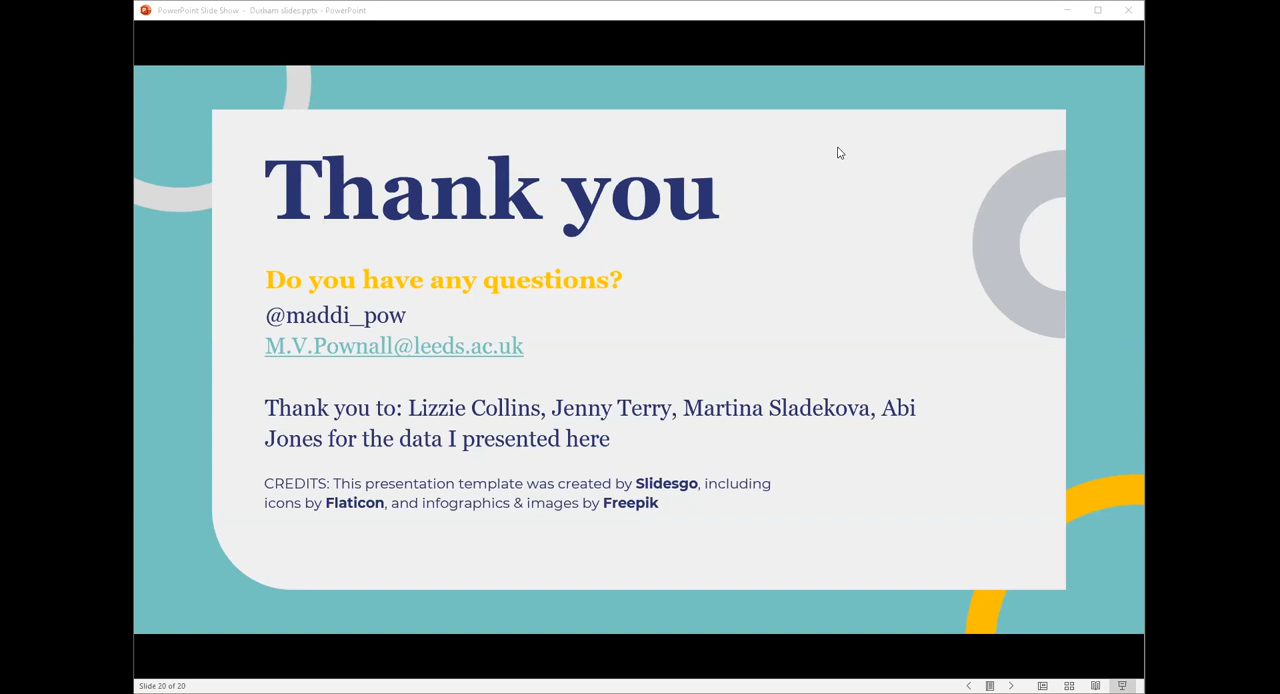 PowerPoint Slide Show - Durham slides.pptx - PowerPoint
Thank you
Do you have any questions?
@maddi_pow
M.V.Pownall@leeds.ac.uk
Thank you to: Lizzie Collins, Jenny Terry, Martina Sladekova, Abi
Jones for the data I presented here
CREDITS: This presentation template was created by Slidesgo, including
icons by Flaticon, and infographics & images by Freepik
Slide 20 of 20